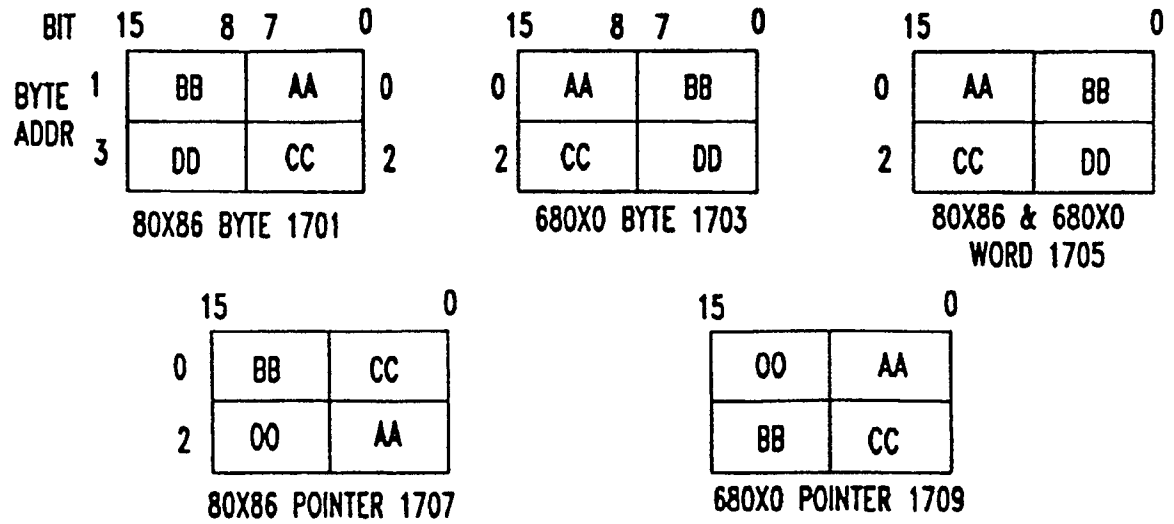 BIT 15 8 7 0 15 8 7 0 15 0
BYTE ADDR 1 BB AA 0 0 AA BB 0 AA BB
3 DD CC 2 2 CC DD 2 CC DD
80X86 BYTE 1701 680X0 BYTE 1703 80X86 & 680X0
WORD 1705
15 0 15 0
0 BB CC 00 AA
2 00 AA BB CC
80X86 POINTER 1707 680X0 POINTER 1709